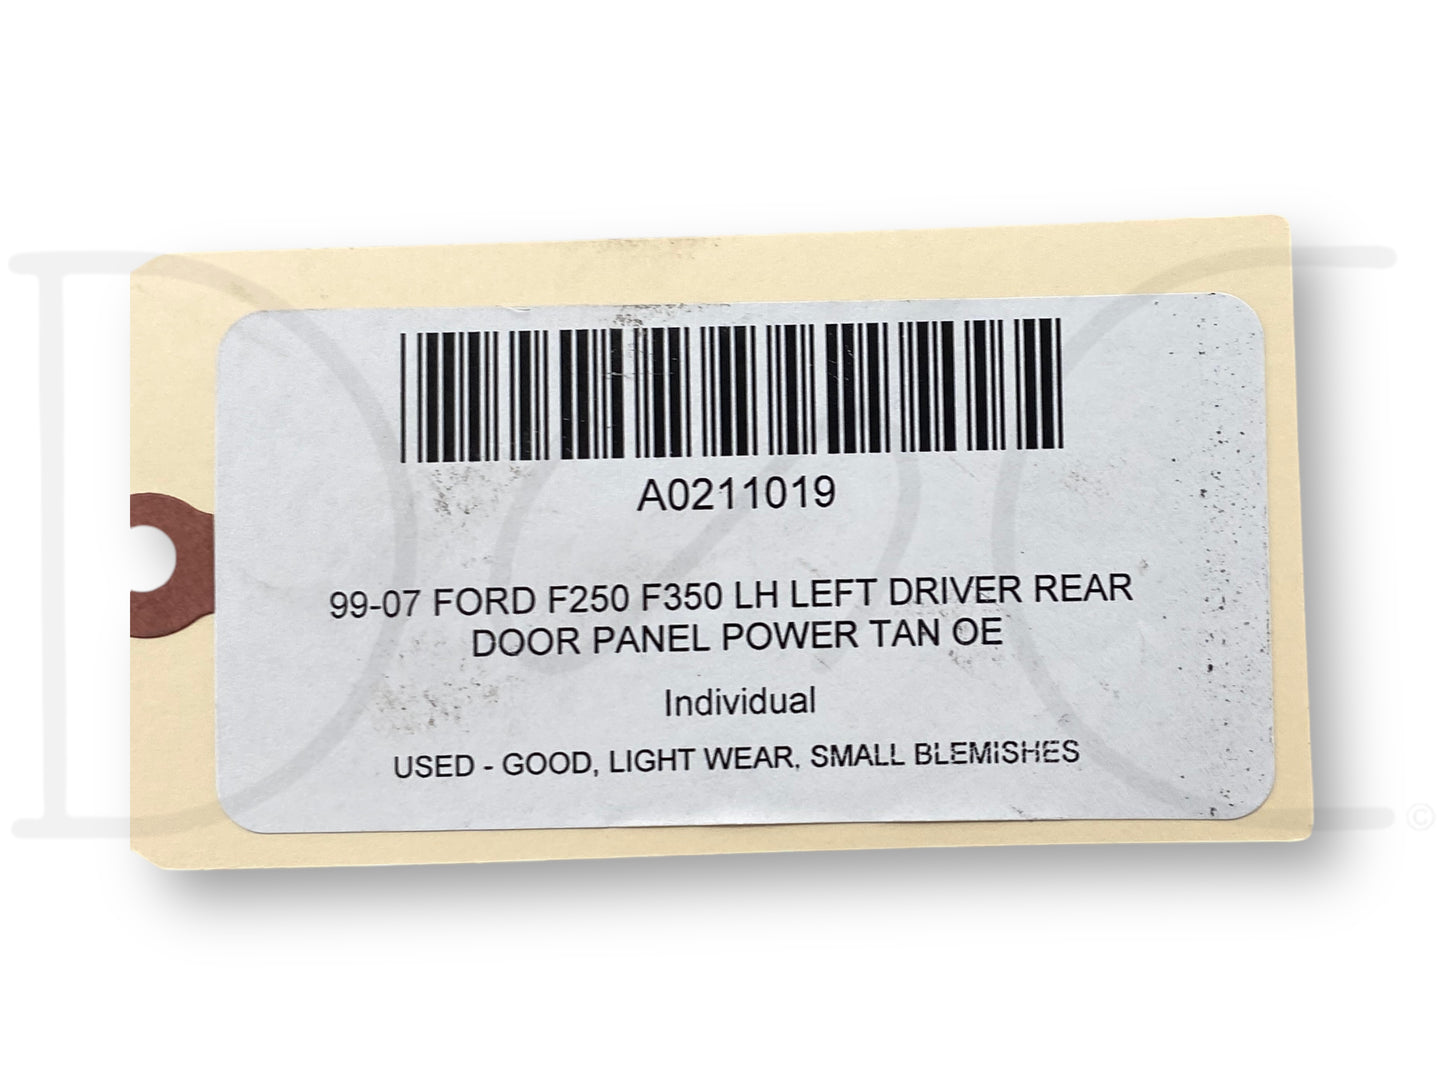 A0211019
99-07 FORD F250 F350 LH LEFT DRIVER REAR
DOOR PANEL POWER TAN OE
Individual
USED - GOOD, LIGHT WEAR, SMALL BLEMISHES
©